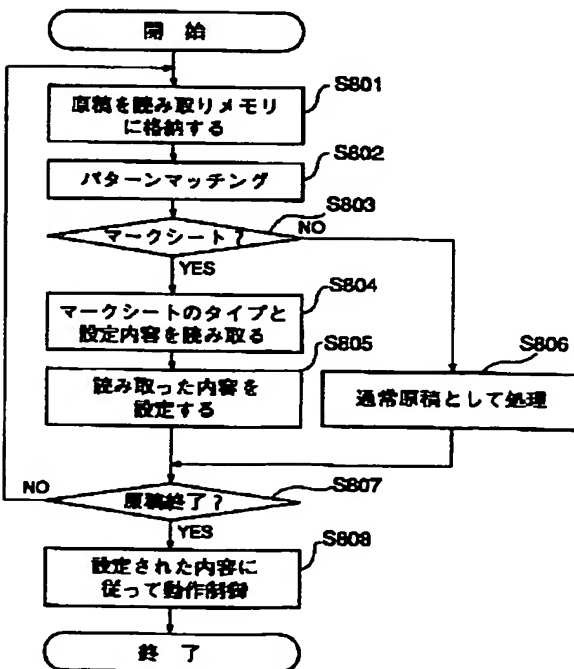 開 始
原稿を読み取りメモリ
に格納する
S801
パターンマッチング
S802
マークシート?
S803
NO
YES
マークシートのタイプと
設定内容を読み取る
S804
読み取った内容を
設定する
S805
通常原稿として処理
S806
NO
原稿終了?
S807
YES
設定された内容に
従って動作制御
S808
終 了